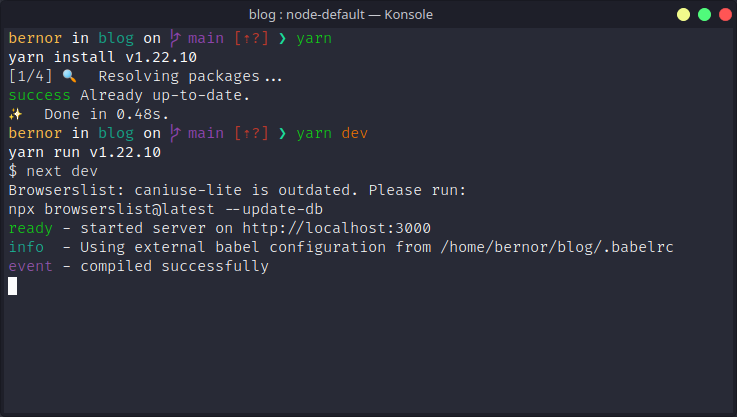 blog : node-default — Konsole
bernor in blog on main [⇡?] ❯ yarn
yarn install v1.22.10
[1/4] 🔍 Resolving packages...
success Already up-to-date.
✨ Done in 0.48s.
bernor in blog on main [⇡?] ❯ yarn dev
yarn run v1.22.10
$ next dev
Browserslist: caniuse-lite is outdated. Please run:
npx browserslist@latest --update-db
ready - started server on http://localhost:3000
info  - Using external babel configuration from /home/bernor/blog/.babelrc
event - compiled successfully